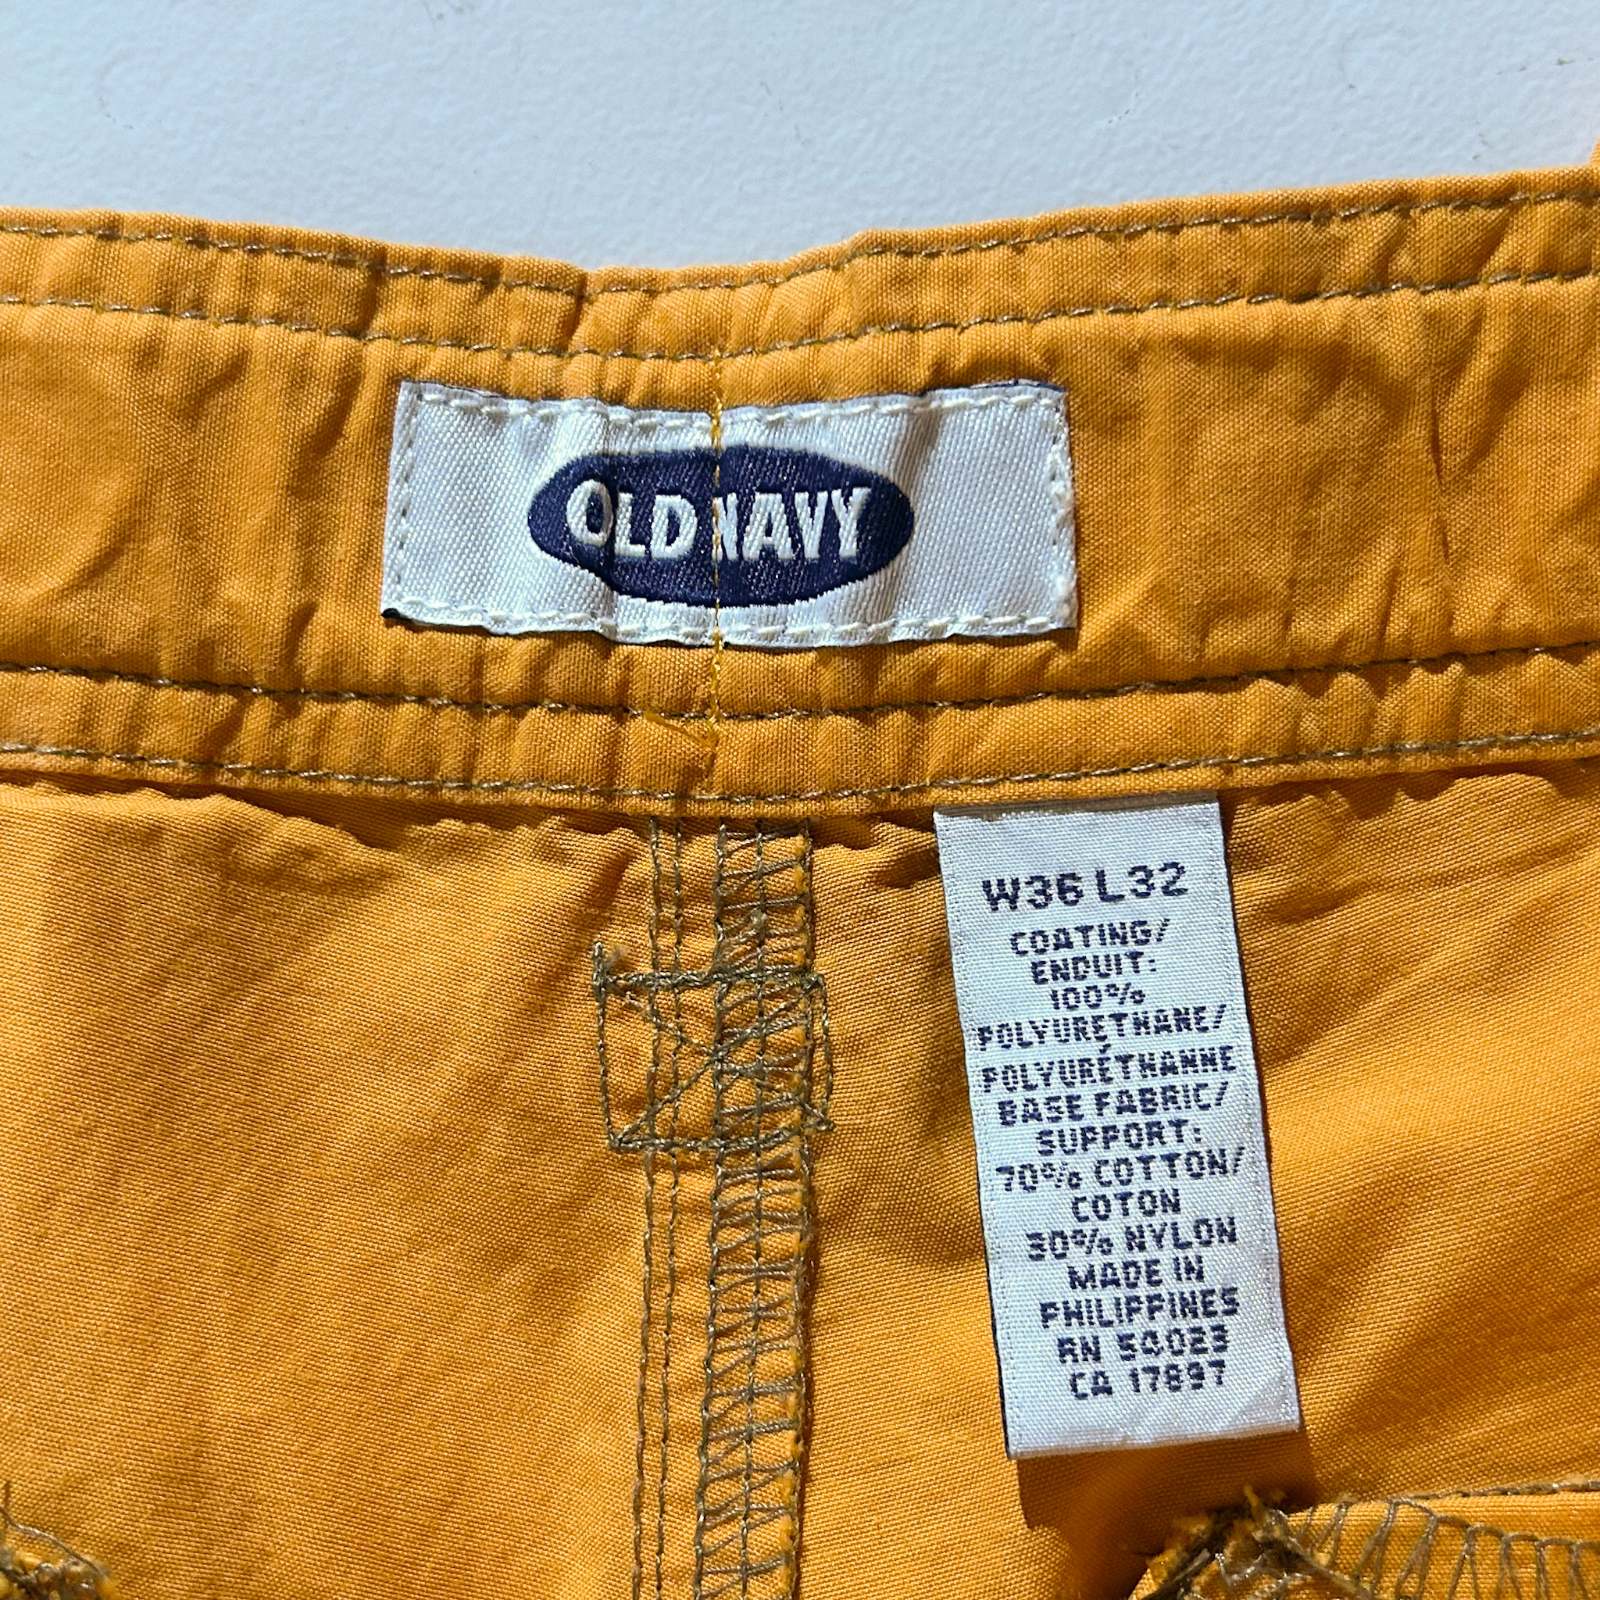 OLD NAVY
W36 L32
COATING/
ENDUIT:
100%
POLYURETHANE/
POLYURÉTHANNE
BASE FABRIC/
SUPPORT:
70% COTTON/
COTON
30% NYLON
MADE IN
PHILIPPINES
RN 54023
CA 17897